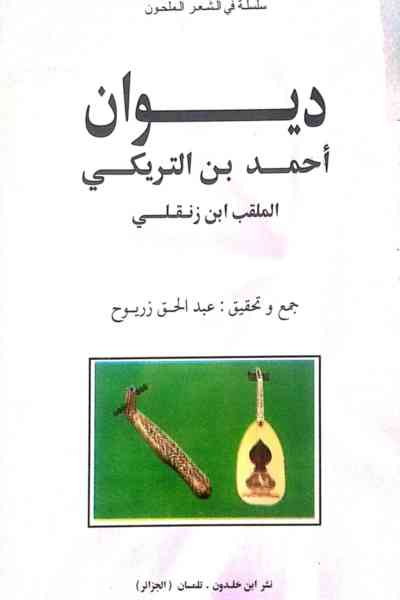 سلسلة في الشعر الملحون
ديوان
أحمد بن التريكي
الملقب ابن زنقلي
جمع و تحقيق : عبد الحق زريوح
نشر ابن خلدون . تلمسان (الجزائر)